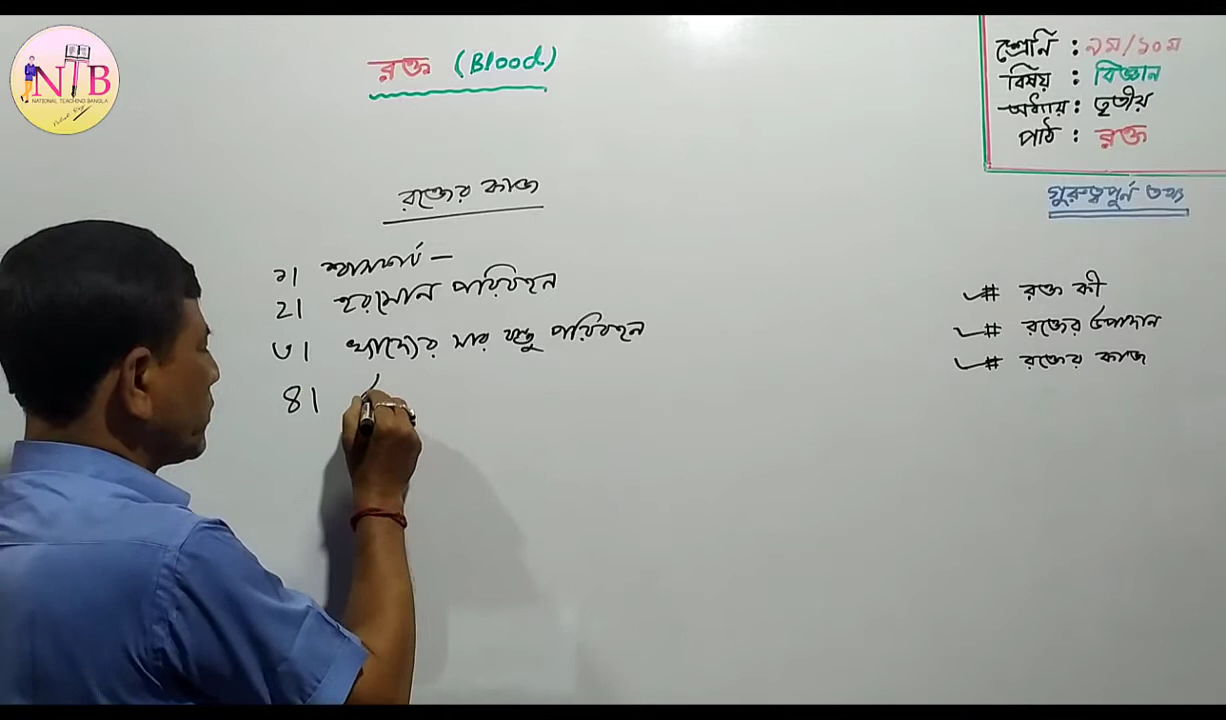 NTB
NATIONAL TEACHING BANGLA
রক্ত (Blood)
শ্রেনি : ৯ম/১০ম
বিষয় : বিজ্ঞান
অধ্যায় : তৃতীয়
পাঠ : রক্ত
গুরুত্বপূর্ন তথ্য
রক্তের কাজ
১। শ্বাসকার্য –
২। হরমোন পরিবহন
৩। খাদ্যের সার বস্তু পরিবহন
৪।
# রক্ত কী
# রক্তের উপাদান
# রক্তের কাজ